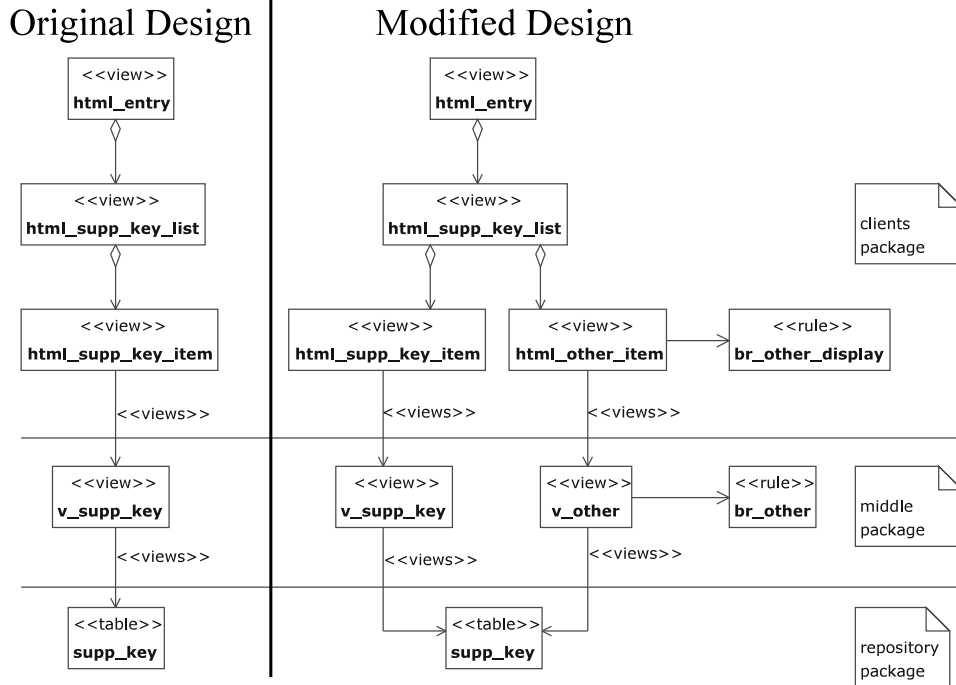 Original Design
Modified Design
<<view>>
html_entry
<<view>>
html_supp_key_list
<<view>>
html_supp_key_item
<<views>>
<<view>>
v_supp_key
<<views>>
<<table>>
supp_key
<<view>>
html_entry
<<view>>
html_supp_key_list
<<view>>
html_supp_key_item
<<view>>
html_other_item
<<rule>>
br_other_display
<<views>>
<<views>>
<<view>>
v_supp_key
<<view>>
v_other
<<rule>>
br_other
<<views>>
<<views>>
<<table>>
supp_key
clients
package
middle
package
repository
package